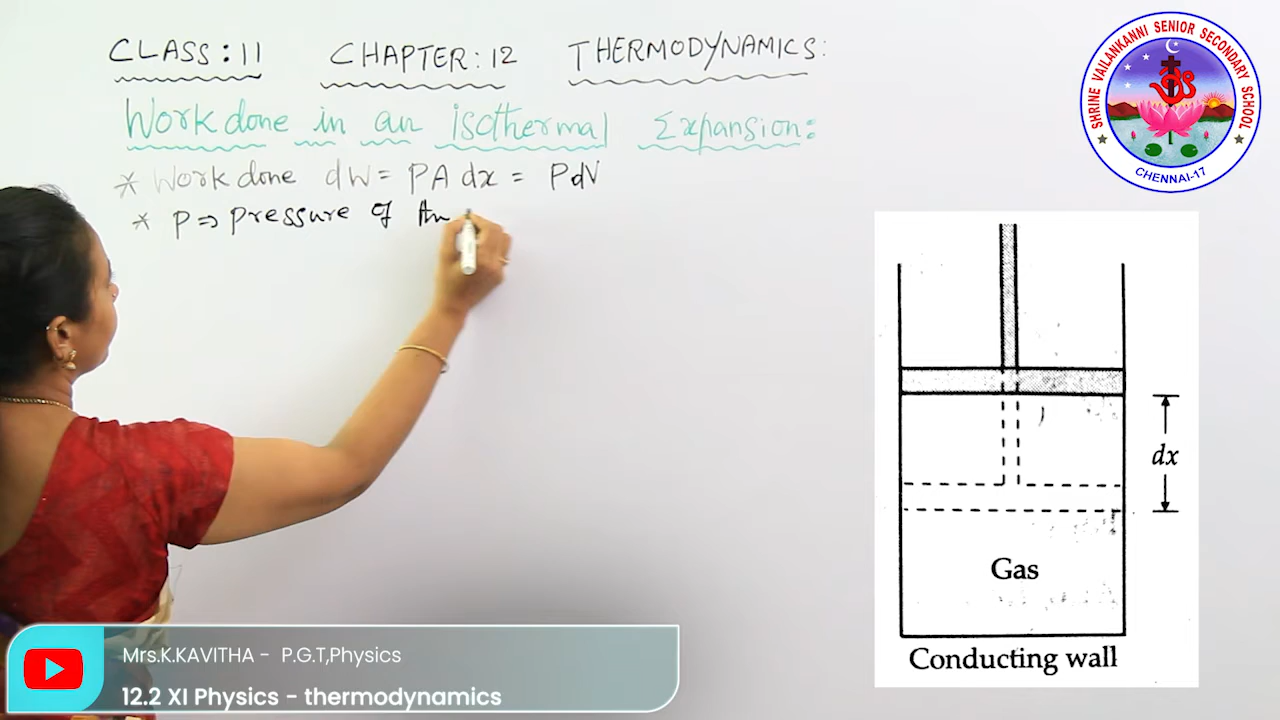 CLASS: 11 CHAPTER: 12 THERMODYNAMICS:
Work done in an isothermal Expansion:
* Work done dW = PA dx = PdV
* P ⇒ Pressure of An
SHRINE VAILANKANNI SENIOR SECONDARY SCHOOL
CHENNAI-17
dx
Gas
Conducting wall
Mrs.K.KAVITHA - P.G.T,Physics
12.2 XI Physics - thermodynamics